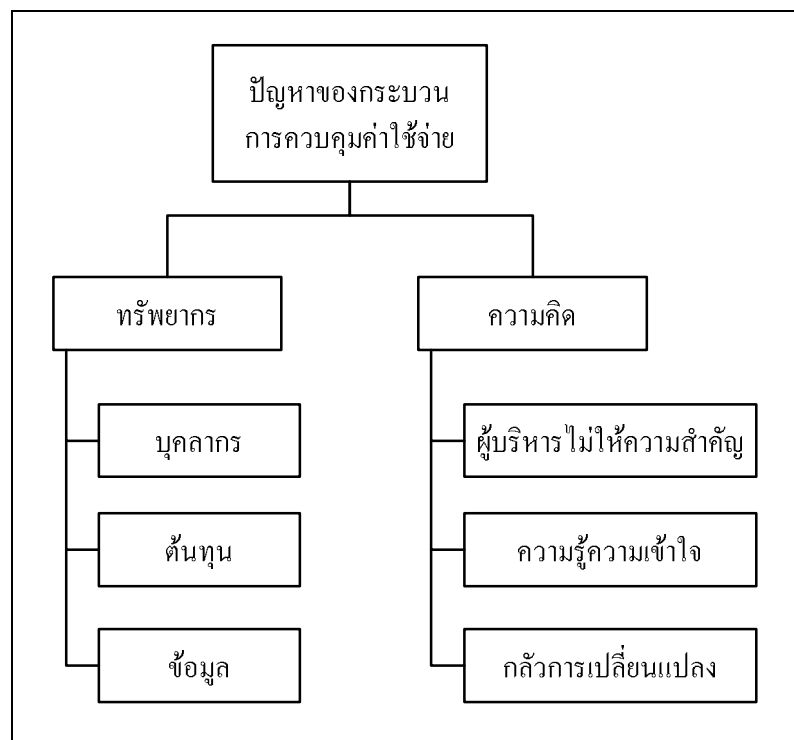 ปัญหาของกระบวน
การควบคุมค่าใช้จ่าย
ทรัพยากร
บุคลากร
ต้นทุน
ข้อมูล
ความคิด
ผู้บริหารไม่ให้ความสำคัญ
ความรู้ความเข้าใจ
กลัวการเปลี่ยนแปลง